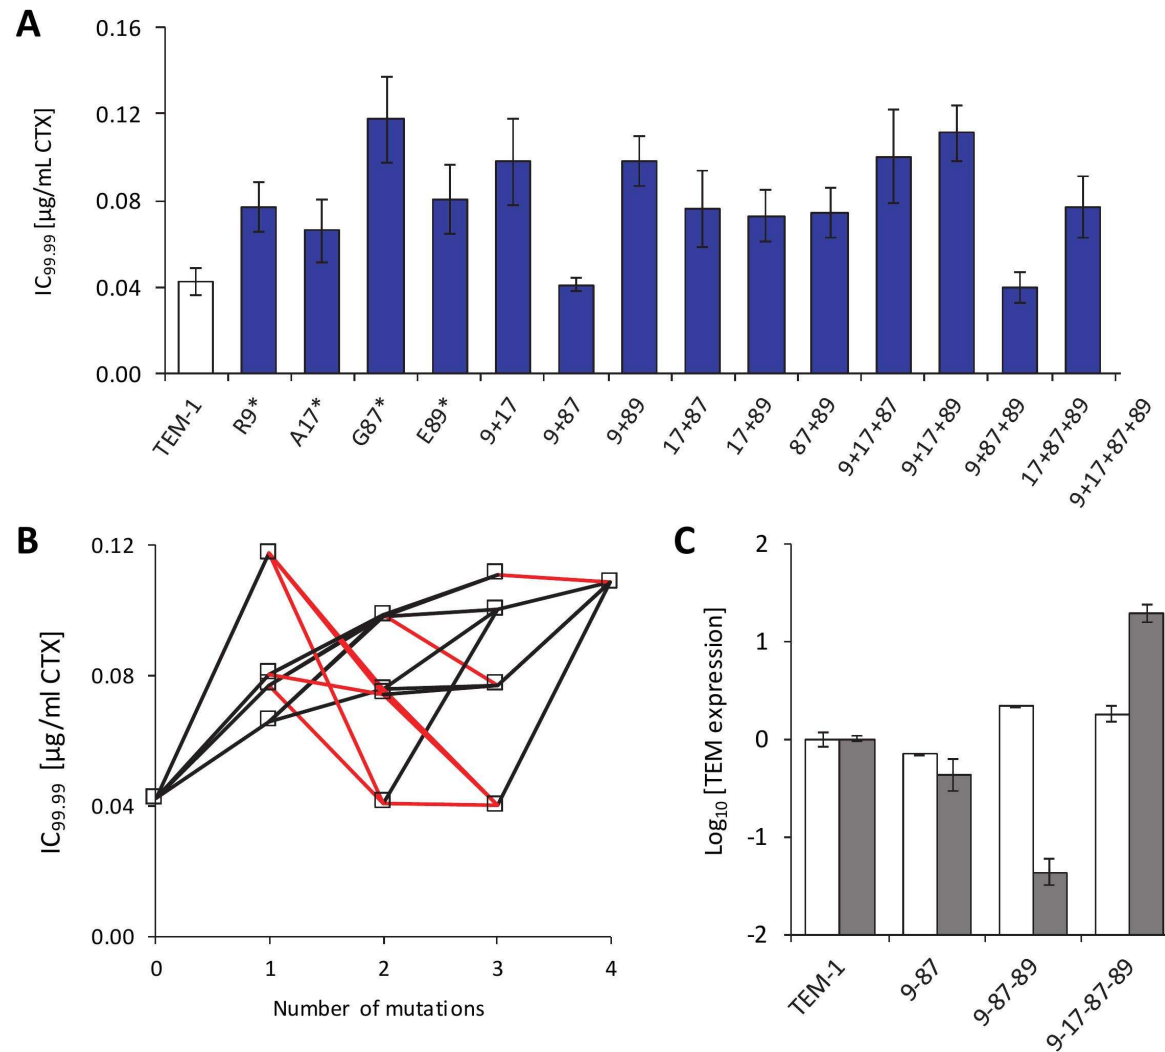 A
0.16
0.12
0.08
0.04
0.00
IC99.99 [µg/mL CTX]
TEM-1
R9*
A17*
G87*
E89*
9+17
9+87
9+89
17+87
17+89
87+89
9+17+87
9+17+89
9+87+89
17+87+89
9+17+87+89
B
0.12
0.08
0.04
0.00
IC99.99 [µg/ml CTX]
0 1 2 3 4
Number of mutations
C
2
1
0
-1
-2
Log10 [TEM expression]
TEM-1
9-87
9-87-89
9-17-87-89